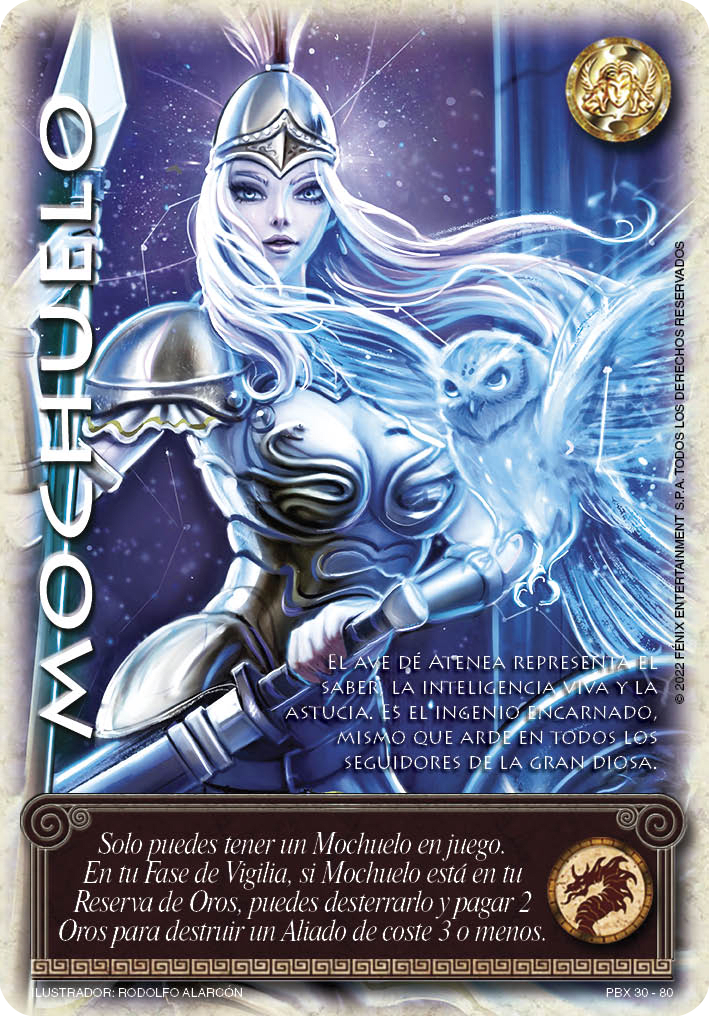 MOCHUELO
EL AVE DÉ ATENEA REPRESENTA EL
SABER, LA INTELIGENCIA VIVA Y LA
ASTUCIA. ES EL INGENIO ENCARNADO,
MISMO QUE ARDE EN TODOS LOS
SEGUIDORES DE LA GRAN DIOSA.
© 2022 FÉNIX ENTERTAINMENT S.P.A. TODOS LOS DERECHOS RESERVADOS
Solo puedes tener un Mochuelo en juego.
En tu Fase de Vigilia, si Mochuelo está en tu
Reserva de Oros, puedes desterrarlo y pagar 2
Oros para destruir un Aliado de coste 3 o menos.
ILUSTRADOR: RODOLFO ALARCÓN
PBX 30 - 80